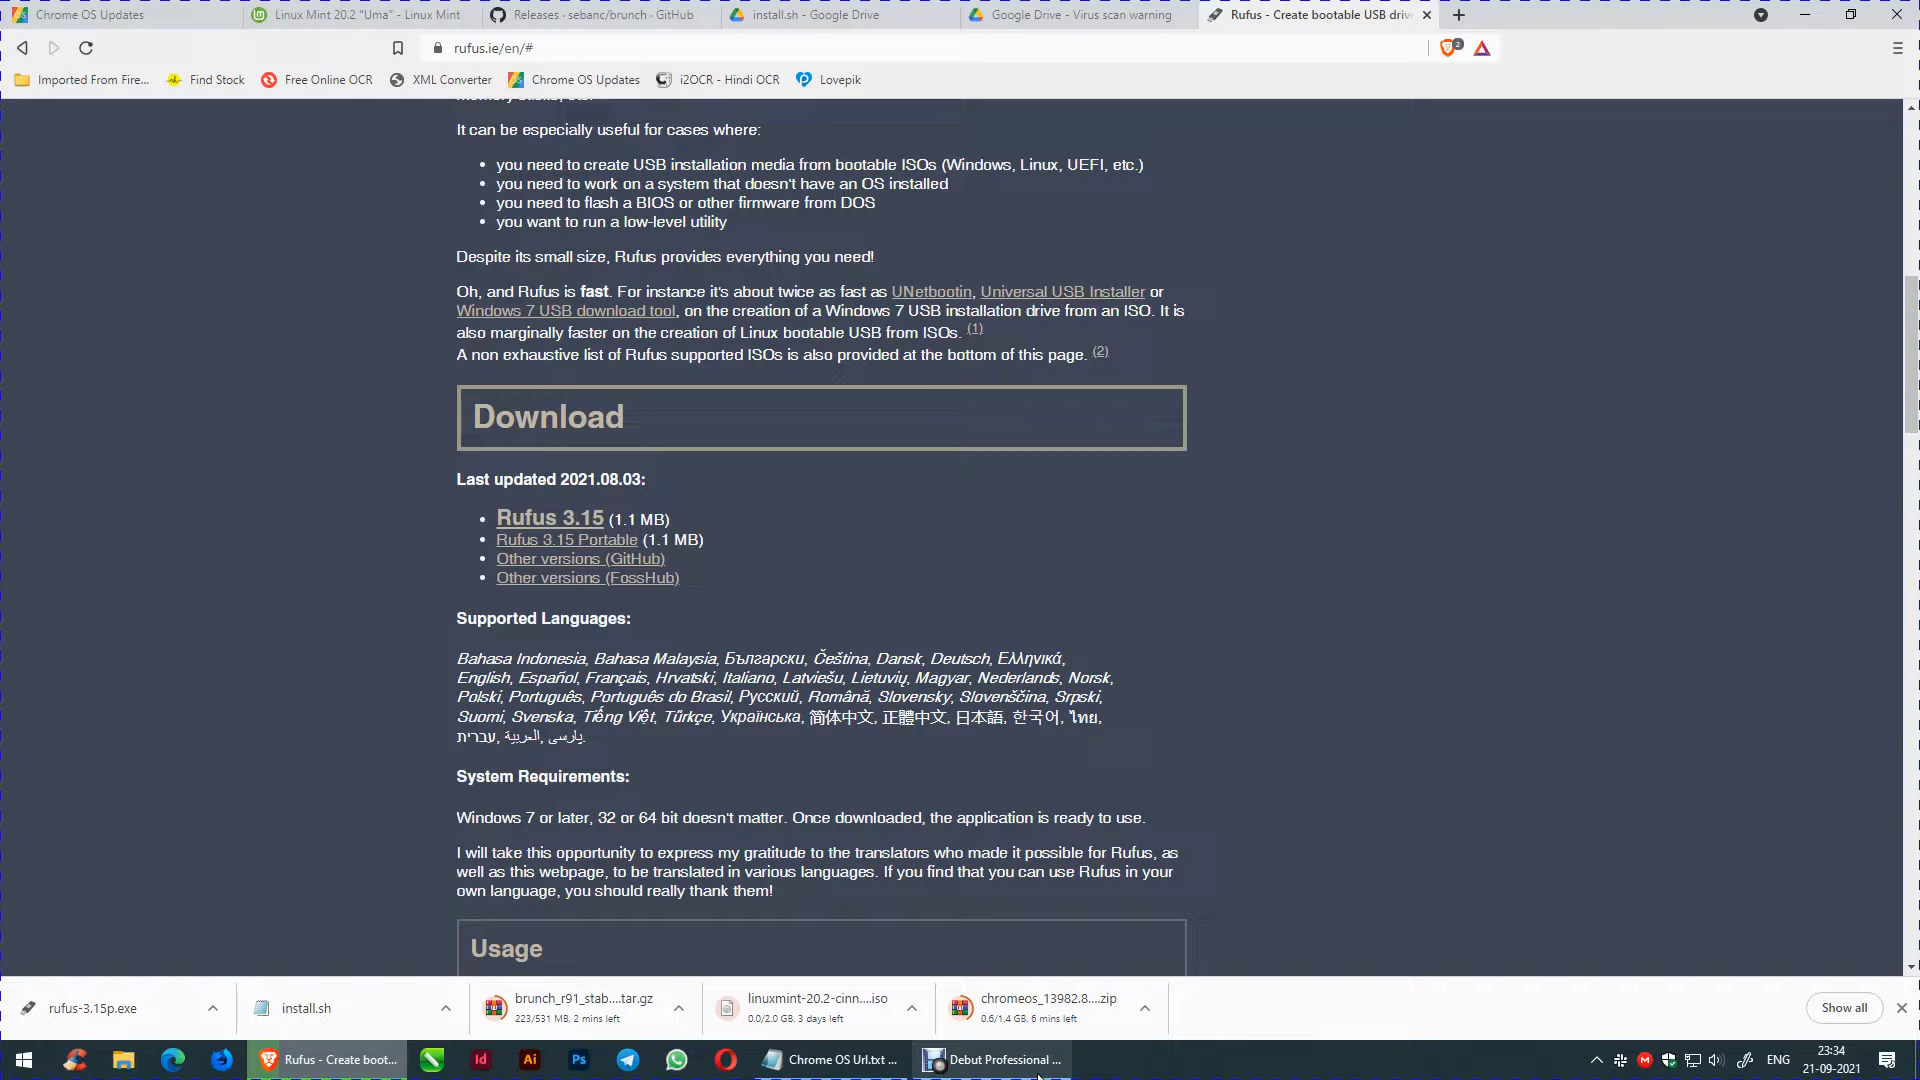 Chrome OS Updates
Linux Mint 20.2 "Uma" - Linux Mint
Releases · sebanc/brunch · GitHub
install.sh - Google Drive
Google Drive - Virus scan warning
Rufus - Create bootable USB driv
rufus.ie/en/#
2
Imported From Fire...
Find Stock
Free Online OCR
XML Converter
Chrome OS Updates
i2OCR - Hindi OCR
Lovepik
It can be especially useful for cases where:
• you need to create USB installation media from bootable ISOs (Windows, Linux, UEFI, etc.)
• you need to work on a system that doesn't have an OS installed
• you need to flash a BIOS or other firmware from DOS
• you want to run a low-level utility
Despite its small size, Rufus provides everything you need!
Oh, and Rufus is fast. For instance it's about twice as fast as UNetbootin, Universal USB Installer or
Windows 7 USB download tool, on the creation of a Windows 7 USB installation drive from an ISO. It is
also marginally faster on the creation of Linux bootable USB from ISOs. (1)
A non exhaustive list of Rufus supported ISOs is also provided at the bottom of this page. (2)
Download
Last updated 2021.08.03:
• Rufus 3.15 (1.1 MB)
• Rufus 3.15 Portable (1.1 MB)
• Other versions (GitHub)
• Other versions (FossHub)
Supported Languages:
Bahasa Indonesia, Bahasa Malaysia, Български, Čeština, Dansk, Deutsch, Ελληνικά,
English, Español, Français, Hrvatski, Italiano, Latviešu, Lietuvių, Magyar, Nederlands, Norsk,
Polski, Português, Português do Brasil, Русский, Română, Slovensky, Slovenščina, Srpski,
Suomi, Svenska, Tiếng Việt, Türkçe, Українська, 简体中文, 正體中文, 日本語, 한국어, ไทย,
עברית, العربية, پارسی.
System Requirements:
Windows 7 or later, 32 or 64 bit doesn't matter. Once downloaded, the application is ready to use.
I will take this opportunity to express my gratitude to the translators who made it possible for Rufus, as
well as this webpage, to be translated in various languages. If you find that you can use Rufus in your
own language, you should really thank them!
Usage
rufus-3.15p.exe
install.sh
brunch_r91_stab....tar.gz
223/531 MB, 2 mins left
linuxmint-20.2-cinn....iso
0.0/2.0 GB, 3 days left
chromeos_13982.8....zip
0.6/1.4 GB, 6 mins left
Show all
Rufus - Create boot...
Id
Ai
Ps
Chrome OS Url.txt ...
Debut Professional ...
ENG
23:34
21-09-2021